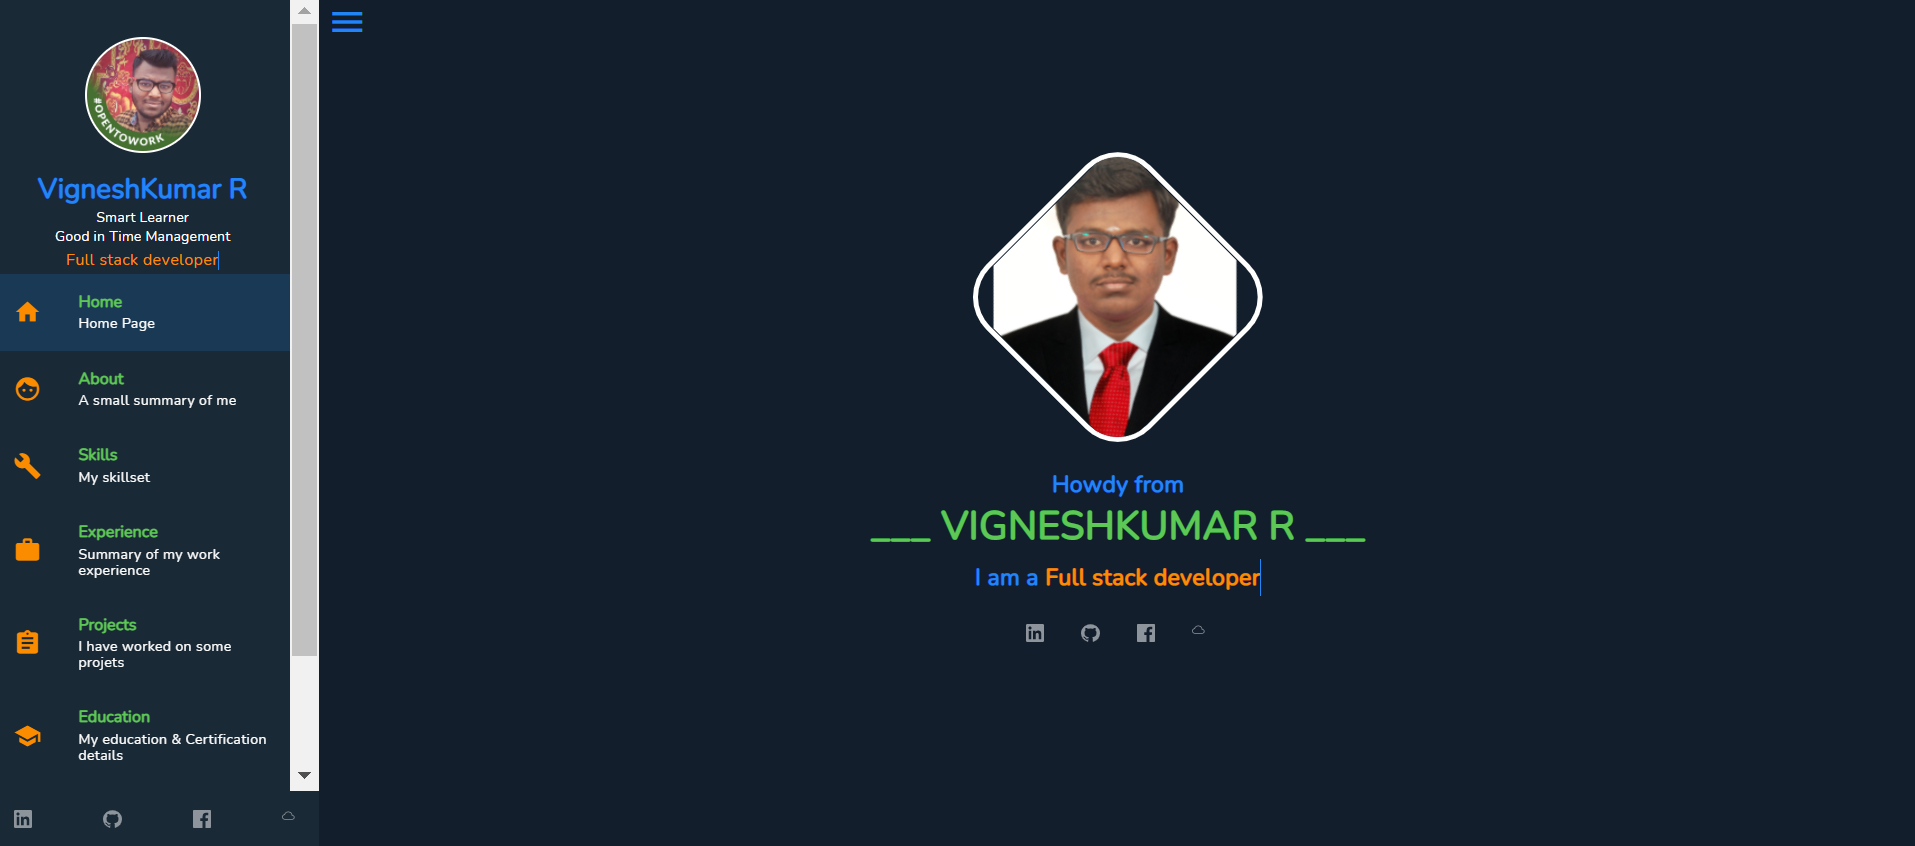 #OPENTOWORK
VigneshKumar R
Smart Learner
Good in Time Management
Full stack developer
Home
Home Page
About
A small summary of me
Skills
My skillset
Experience
Summary of my work
experience
Projects
I have worked on some
projets
Education
My education & Certification
details
Howdy from
___ VIGNESHKUMAR R ___
I am a Full stack developer